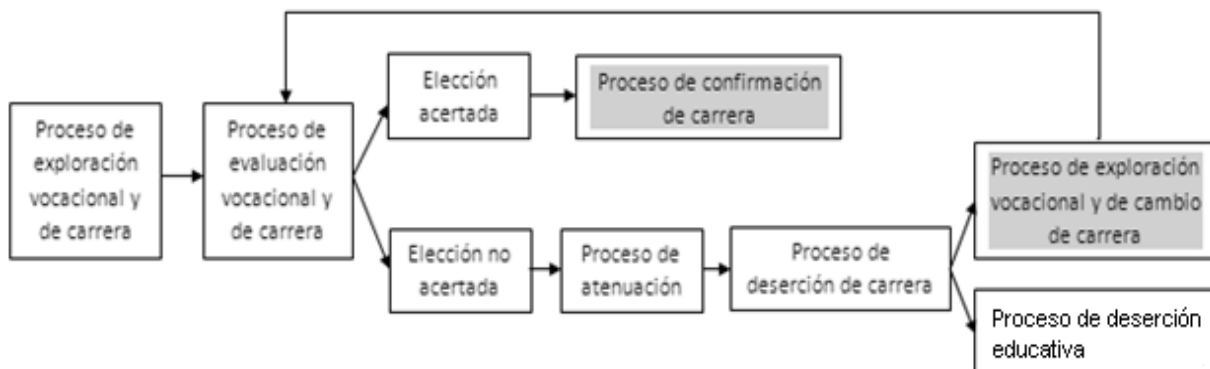 Proceso de
exploración
vocacional y
de carrera
Proceso de
evaluación
vocacional y
de carrera
Elección
acertada
Proceso de confirmación
de carrera
Elección no
acertada
Proceso de
atenuación
Proceso de
deserción de carrera
Proceso de exploración
vocacional y de cambio
de carrera
Proceso de deserción
educativa